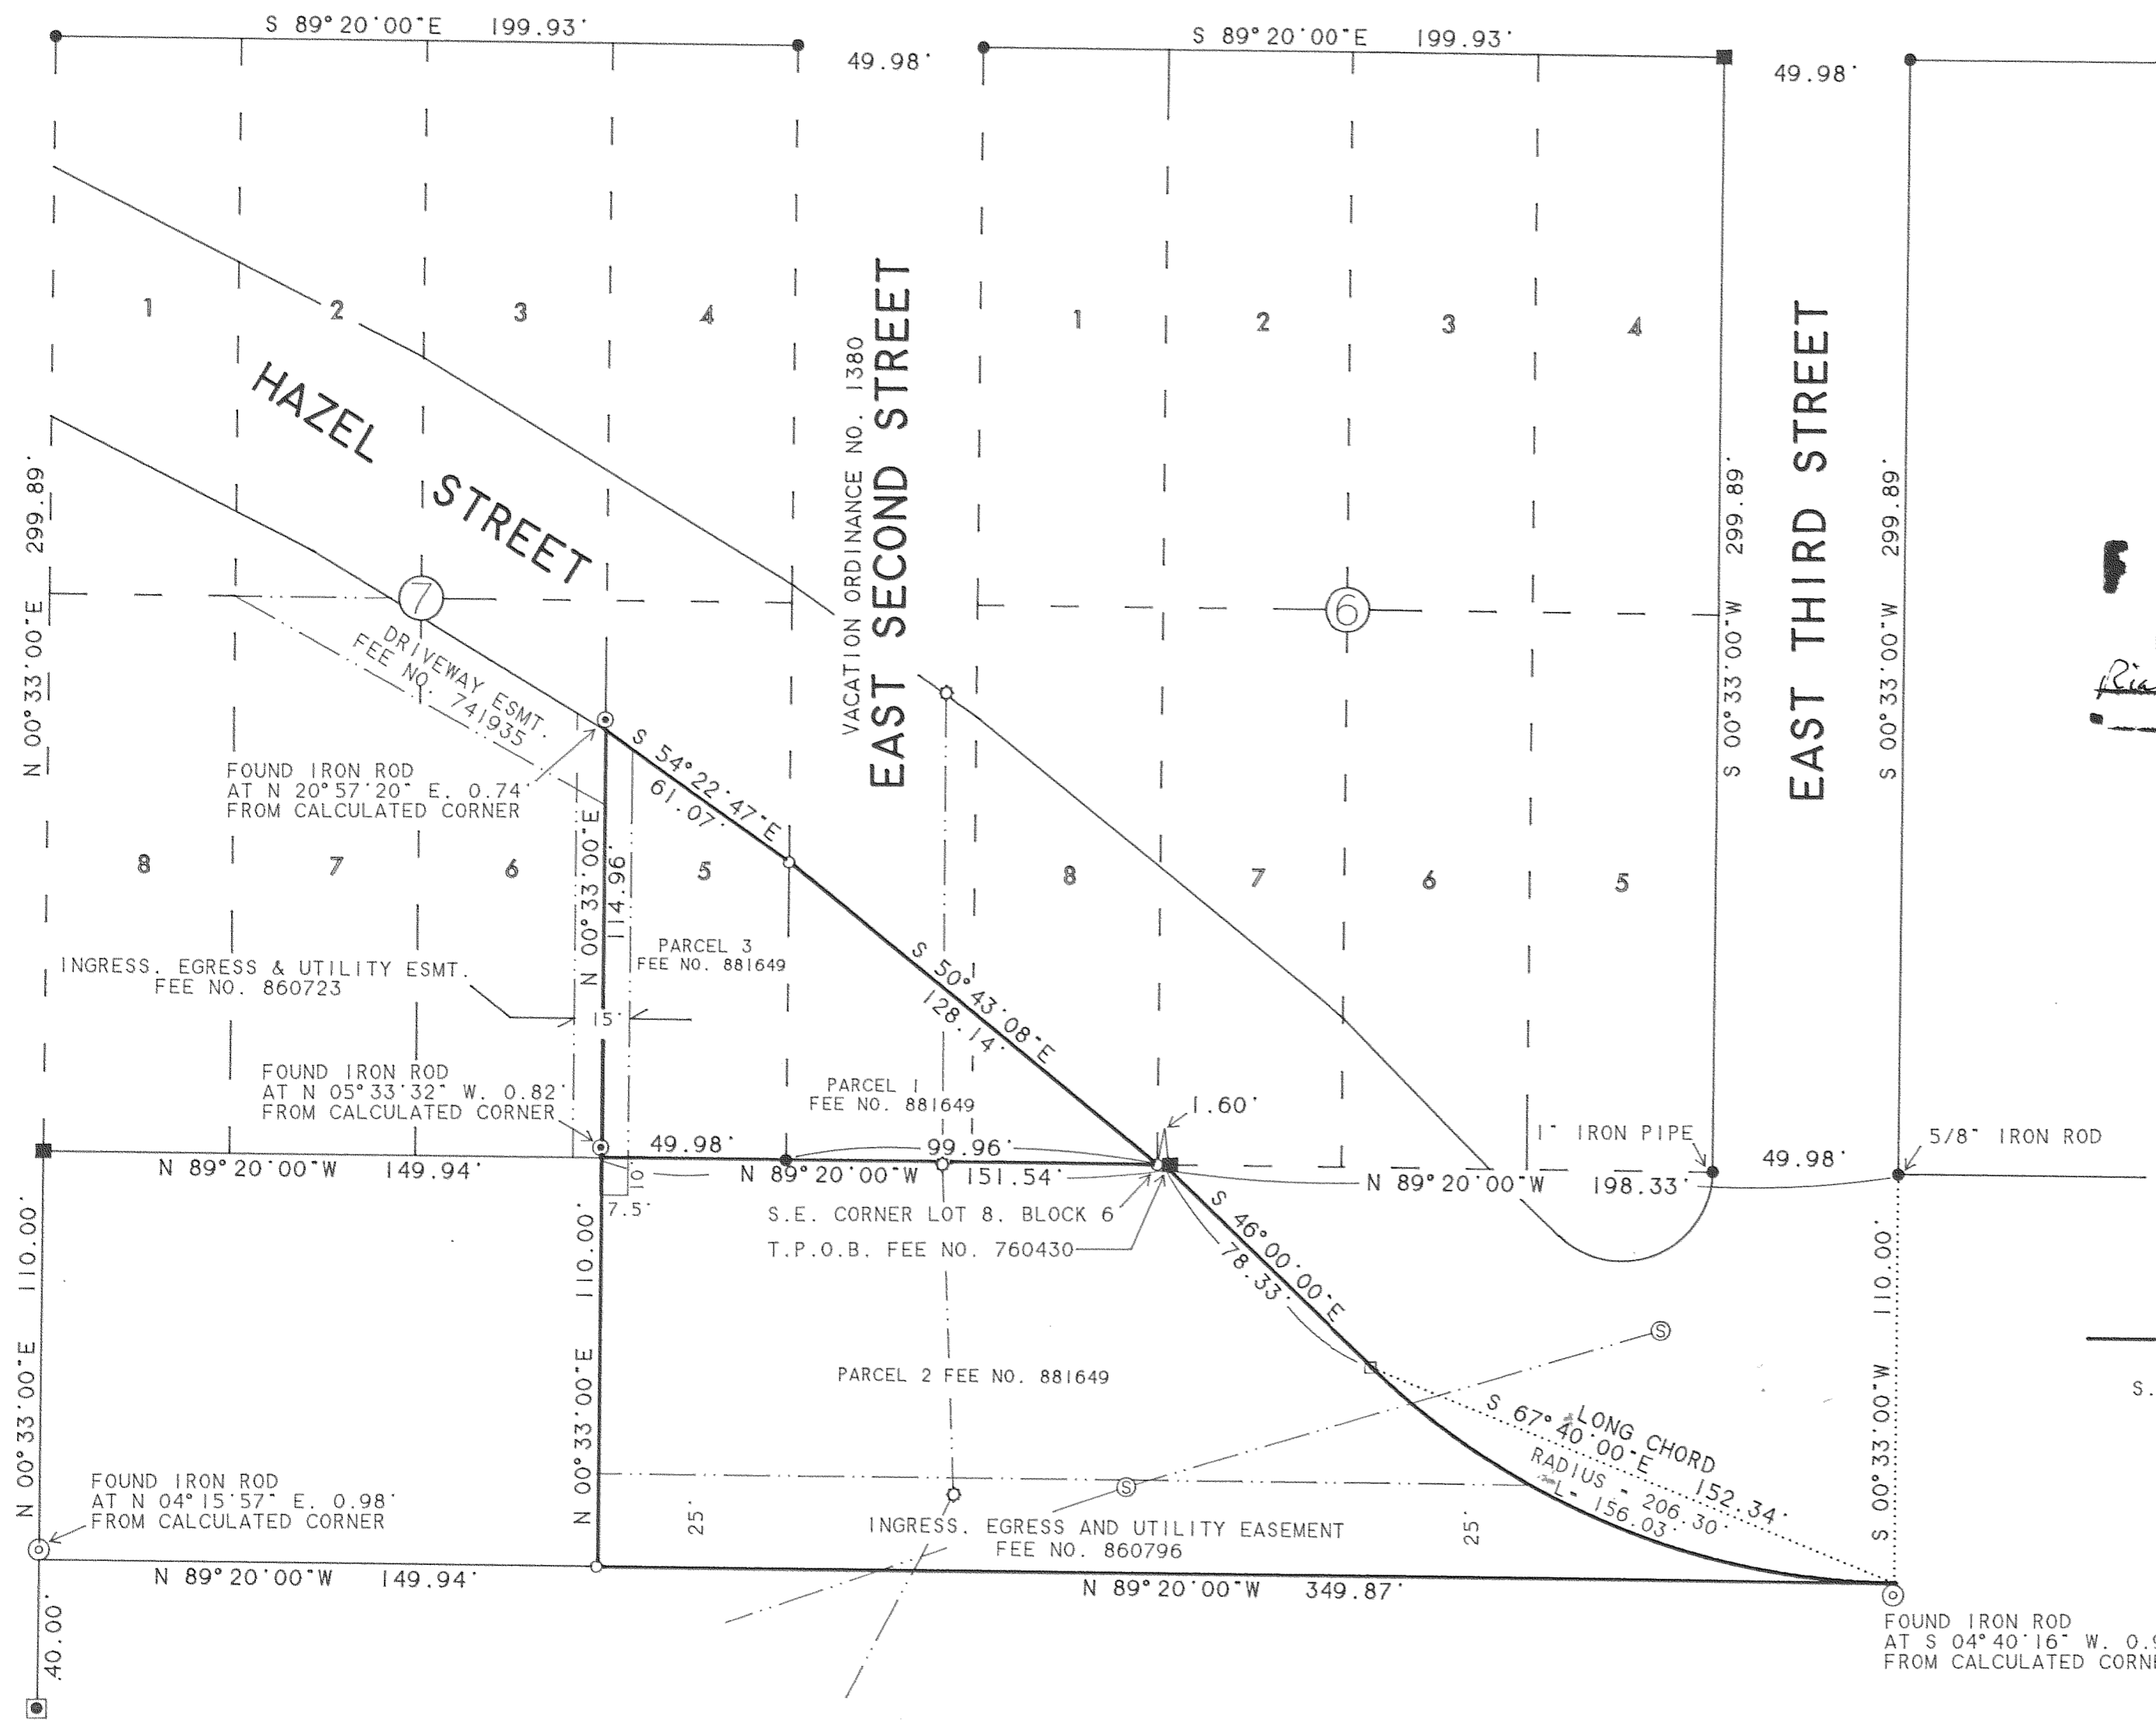 S 89°20'00"E 199.93'
49.98'
S 89°20'00"E 199.93'
49.98'
1
2
3
4
1
2
3
4
HAZEL STREET
VACATION ORDINANCE NO. 1380
EAST SECOND STREET
EAST THIRD STREET
N 00°33'00"E 299.89'
S 00°33'00"W 299.89'
S 00°33'00"W 299.89'
7
6
DRIVEWAY ESMT.
FEE NO. 741935
FOUND IRON ROD
AT N 20°57'20" E. 0.74'
FROM CALCULATED CORNER
S 54°22'47"E
61.07'
8
7
6
5
8
7
6
5
N 00°33'00"E
114.96'
PARCEL 3
FEE NO. 881649
INGRESS. EGRESS & UTILITY ESMT.
FEE NO. 860723
15'
S 50°43'08"E
128.14'
FOUND IRON ROD
AT N 05°33'32" W. 0.82'
FROM CALCULATED CORNER
PARCEL 1
FEE NO. 881649
1.60'
1" IRON PIPE
5/8" IRON ROD
49.98'
99.96'
49.98'
N 89°20'00"W 149.94'
10'
N 89°20'00"W 151.54'
N 89°20'00"W 198.33'
7.5'
S.E. CORNER LOT 8. BLOCK 6
T.P.O.B. FEE NO. 760430
S 46°00'00"E
78.33'
N 00°33'00"E 110.00'
N 00°33'00"E 110.00'
S 00°33'00"W 110.00'
PARCEL 2 FEE NO. 881649
S
S
S.
LONG CHORD
S 67°40'00"E 152.34'
RADIUS - 206.30'
L- 156.03'
FOUND IRON ROD
AT N 04°15'57" E. 0.98'
FROM CALCULATED CORNER
25'
25'
INGRESS. EGRESS AND UTILITY EASEMENT
FEE NO. 860796
N 89°20'00"W 149.94'
N 89°20'00"W 349.87'
40.00'
FOUND IRON ROD
AT S 04°40'16" W.
FROM CALCULATED